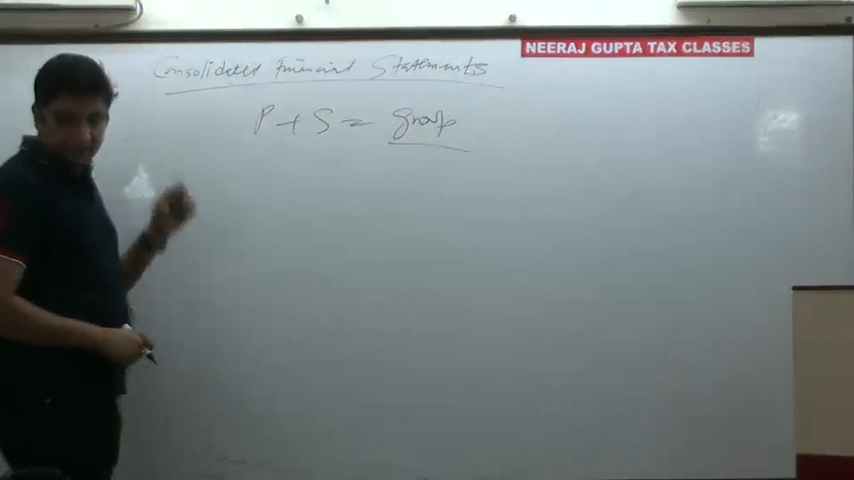 NEERAJ GUPTA TAX CLASSES
Consolidated Financial Statements
P + S = group